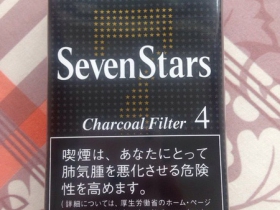 7
Seven Stars
Charcoal Filter 4
喫煙は、あなたにとって
肺気腫を悪化させる危険
性を高めます。
(詳細については、厚生労働省のホーム・ページ